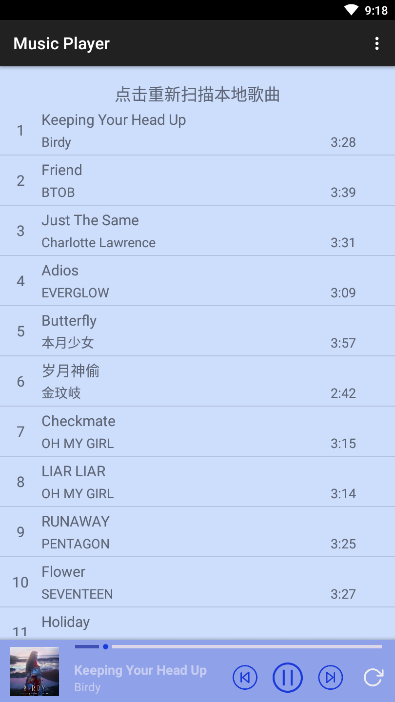 9:18
Music Player
点击重新扫描本地歌曲
1
Keeping Your Head Up
Birdy
3:28
2
Friend
BTOB
3:39
3
Just The Same
Charlotte Lawrence
3:31
4
Adios
EVERGLOW
3:09
5
Butterfly
本月少女
3:57
6
岁月神偷
金玟岐
2:42
7
Checkmate
OH MY GIRL
3:15
8
LIAR LIAR
OH MY GIRL
3:14
9
RUNAWAY
PENTAGON
3:25
10
Flower
SEVENTEEN
3:27
11
Holiday
BIRDY
Keeping Your Head Up
Birdy